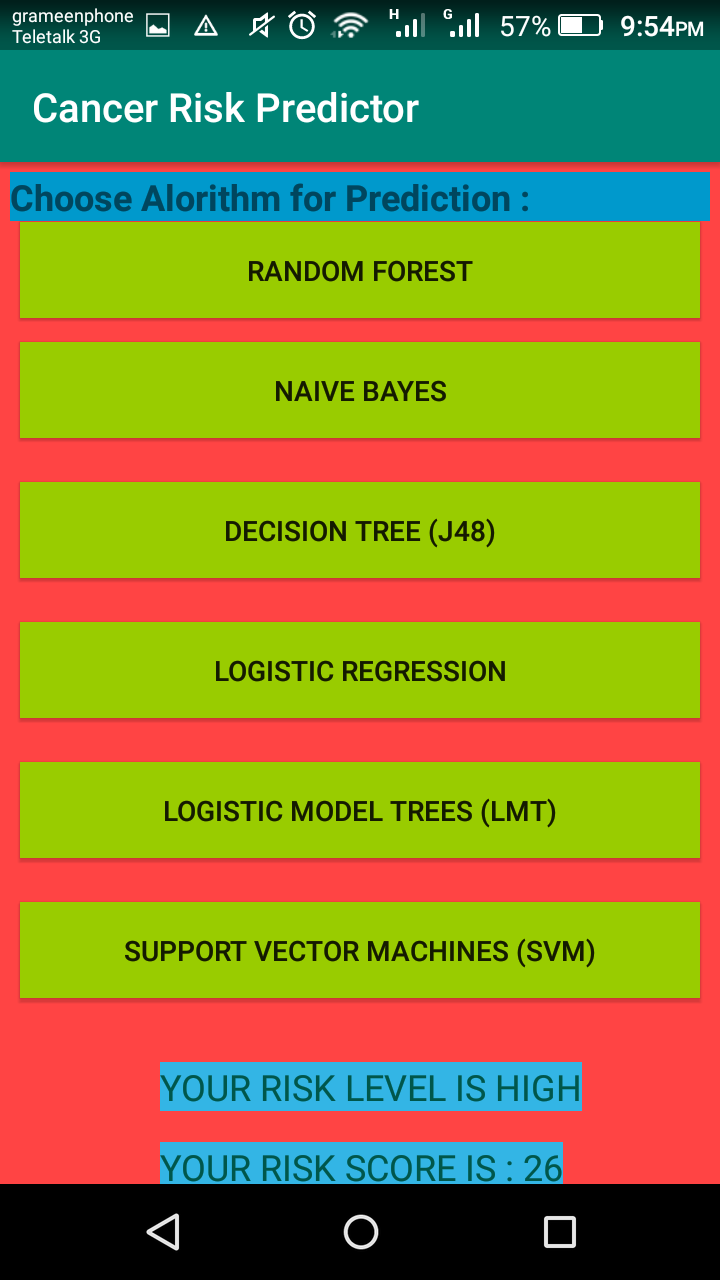 grameenphone
Teletalk 3G
H
G
57%
9:54PM
Cancer Risk Predictor
Choose Alorithm for Prediction :
RANDOM FOREST
NAIVE BAYES
DECISION TREE (J48)
LOGISTIC REGRESSION
LOGISTIC MODEL TREES (LMT)
SUPPORT VECTOR MACHINES (SVM)
YOUR RISK LEVEL IS HIGH
YOUR RISK SCORE IS : 26